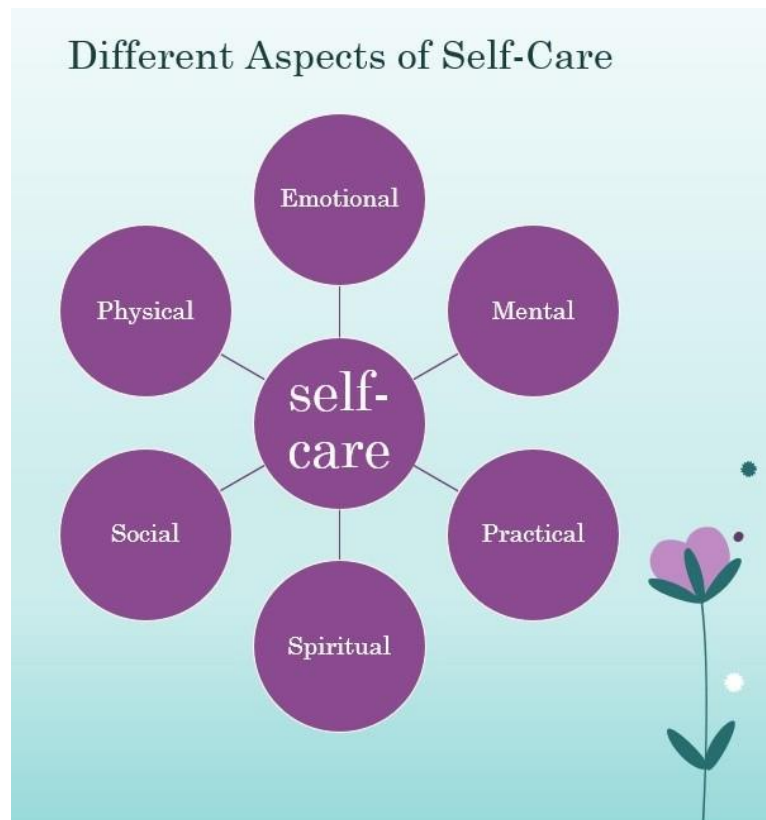 Different Aspects of Self-Care
Emotional
Physical
Mental
self-
care
Social
Practical
Spiritual